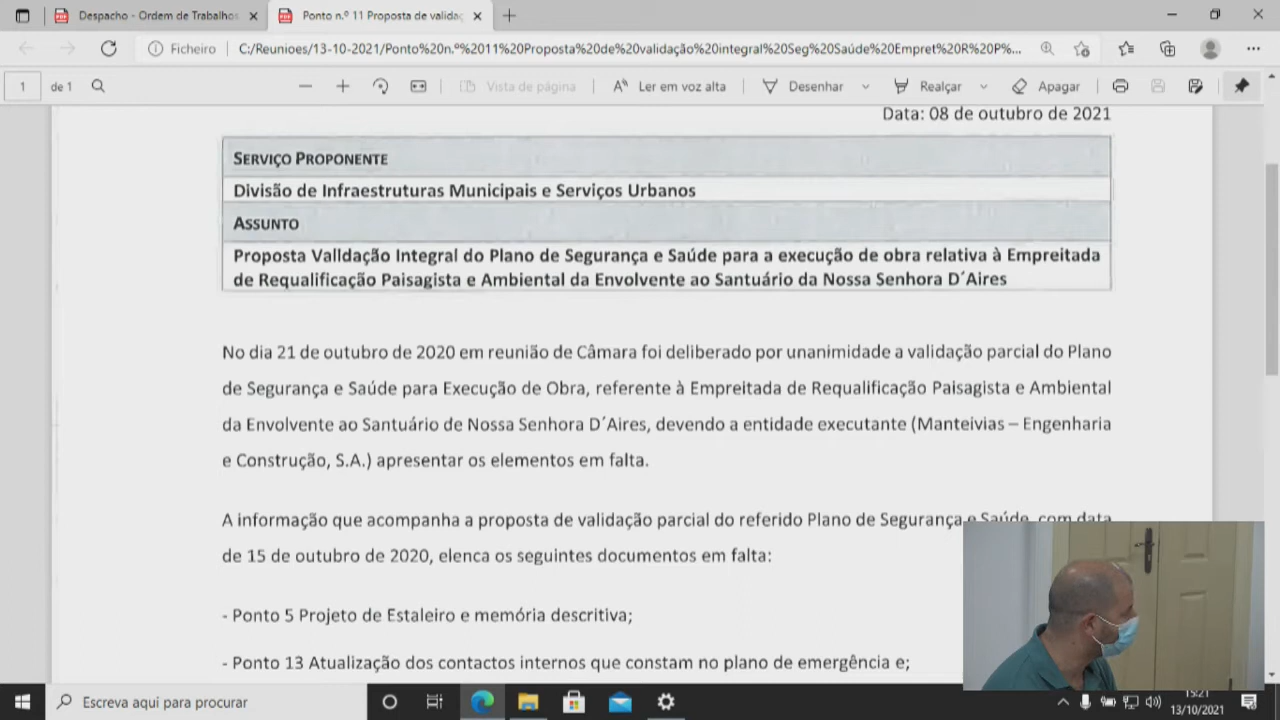 Despacho - Ordem de Trabalhos
Ponto n.º 11 Proposta de validaç
Ficheiro
C:/Reunioes/13-10-2021/Ponto%20n.º%2011%20Proposta%20de%20validação%20integral%20Seg%20Saúde%20Empret%20R%20P%...
1 de 1
Vista de página
Ler em voz alta
Desenhar
Realçar
Apagar
Data: 08 de outubro de 2021
SERVIÇO PROPONENTE
Divisão de Infraestruturas Municipais e Serviços Urbanos
ASSUNTO
Proposta Validação Integral do Plano de Segurança e Saúde para a execução de obra relativa à Empreitada
de Requalificação Paisagista e Ambiental da Envolvente ao Santuário da Nossa Senhora D´Aires
No dia 21 de outubro de 2020 em reunião de Câmara foi deliberado por unanimidade a validação parcial do Plano
de Segurança e Saúde para Execução de Obra, referente à Empreitada de Requalificação Paisagista e Ambiental
da Envolvente ao Santuário de Nossa Senhora D´Aires, devendo a entidade executante (Manteivias – Engenharia
e Construção, S.A.) apresentar os elementos em falta.
A informação que acompanha a proposta de validação parcial do referido Plano de Segurança e Saúde, com data
de 15 de outubro de 2020, elenca os seguintes documentos em falta:
- Ponto 5 Projeto de Estaleiro e memória descritiva;
- Ponto 13 Atualização dos contactos internos que constam no plano de emergência e;
Escreva aqui para procurar
15:21
13/10/2021